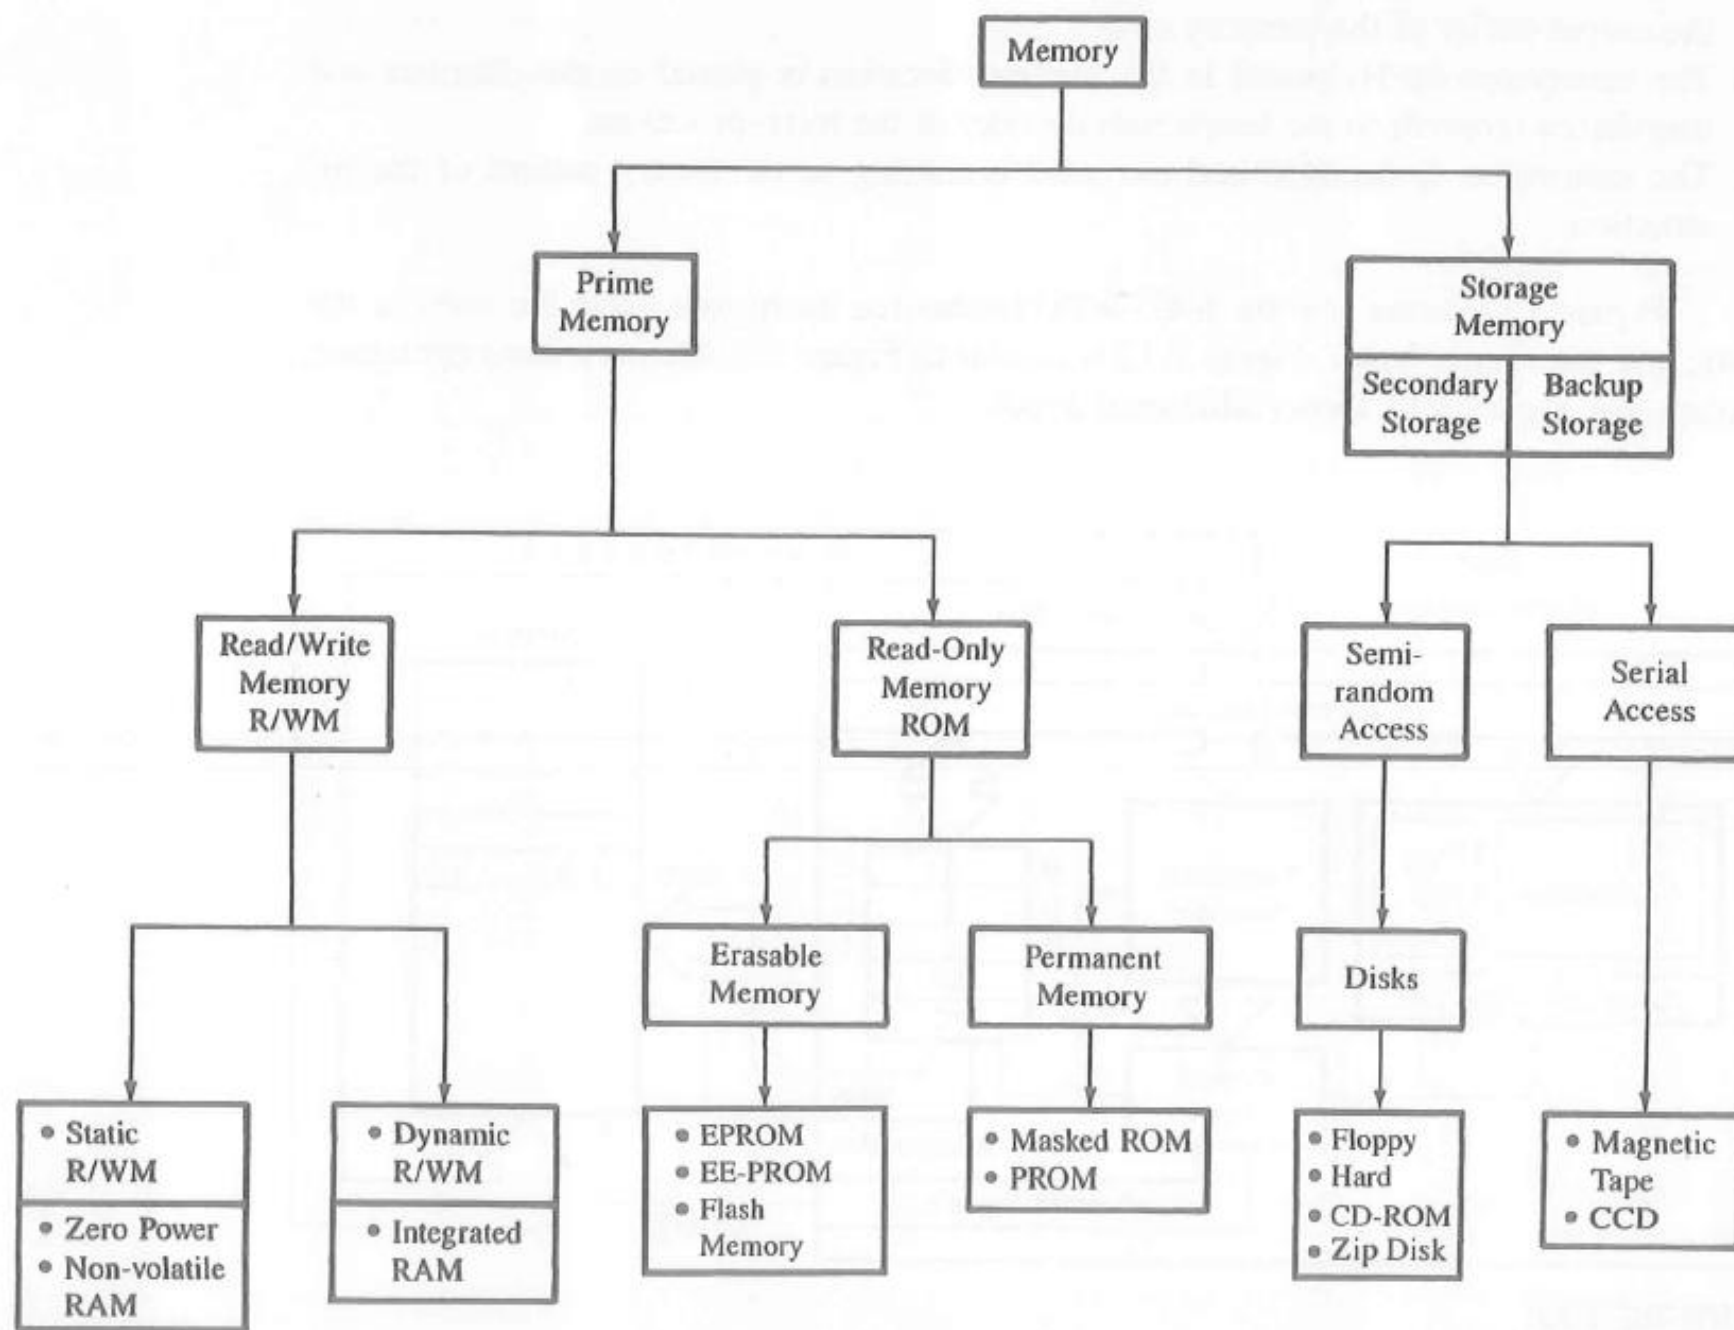 Memory
Prime
Memory
Storage
Memory
Secondary
Storage
Backup
Storage
Read/Write
Memory
R/WM
Read-Only
Memory
ROM
Semi-
random
Access
Serial
Access
Erasable
Memory
Permanent
Memory
Disks
• Static
R/WM
• Zero Power
• Non-volatile
RAM
• Dynamic
R/WM
• Integrated
RAM
• EPROM
• EE-PROM
• Flash
Memory
• Masked ROM
• PROM
• Floppy
• Hard
• CD-ROM
• Zip Disk
• Magnetic
Tape
• CCD